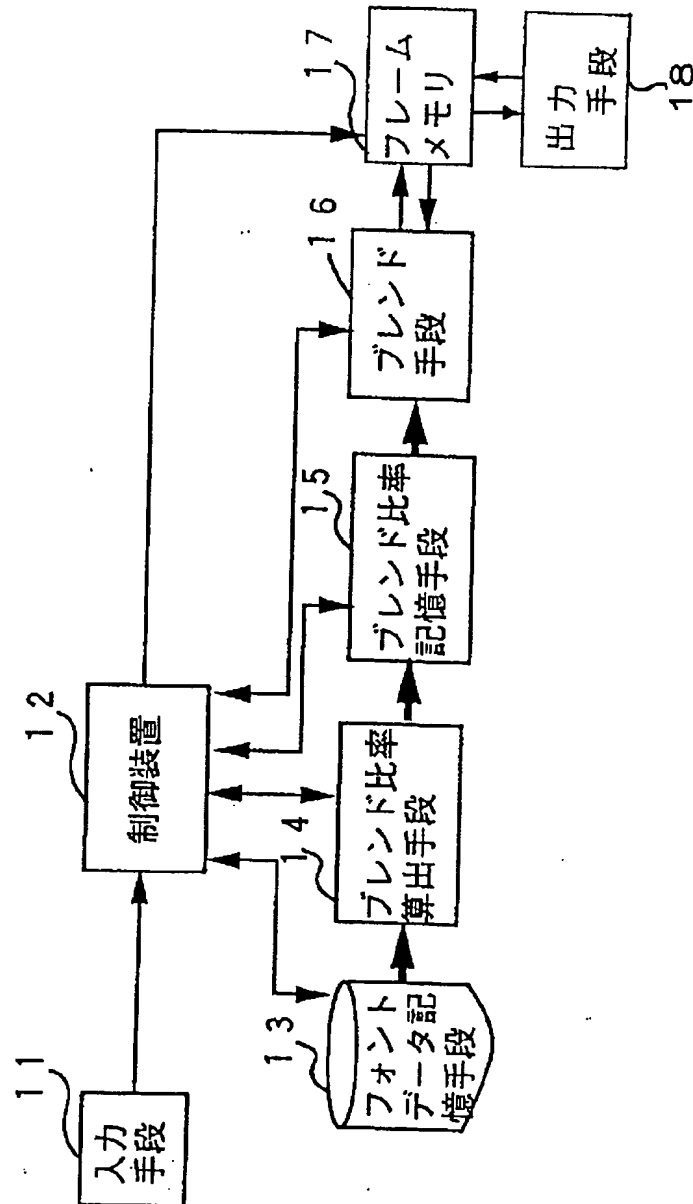 11
入力
手段
12
制御装置
13
フォント
データ記
憶手段
14
ブレンド比率
算出手段
15
ブレンド比率
記憶手段
16
ブレンド
手段
17
フレーム
メモリ
出力
手段
18